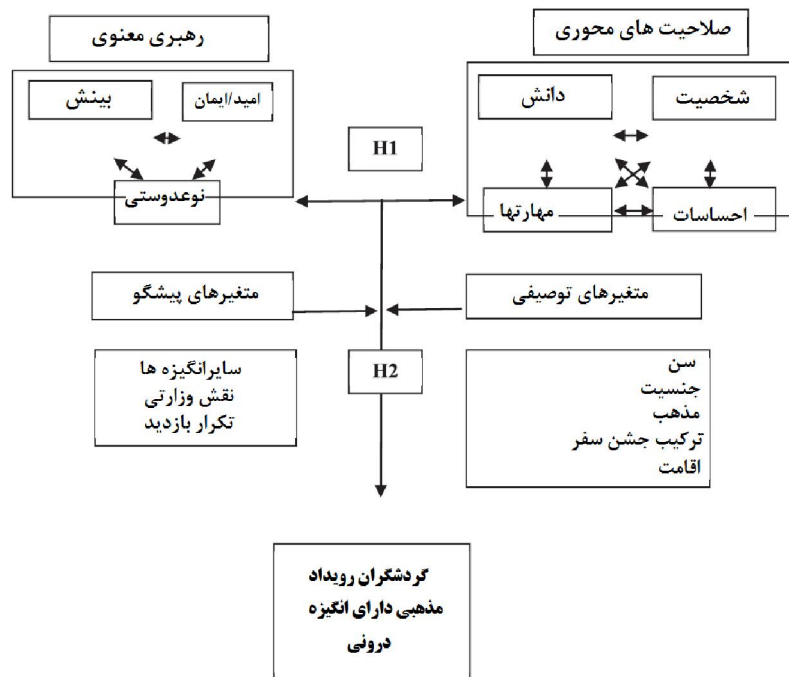 صلاحیت های محوری
رهبری معنوی
شخصیت
دانش
امید/ایمان
بینش
H1
احساسات
مهارتها
نوعدوستی
متغیرهای توصیفی
متغیرهای پیشگو
H2
سن
جنسیت
مذهب
ترکیب جشن سفر
اقامت
سایرانگیزه ها
نقش وزارتی
تکرار بازدید
گردشگران رویداد
مذهبی دارای انگیزه
درونی